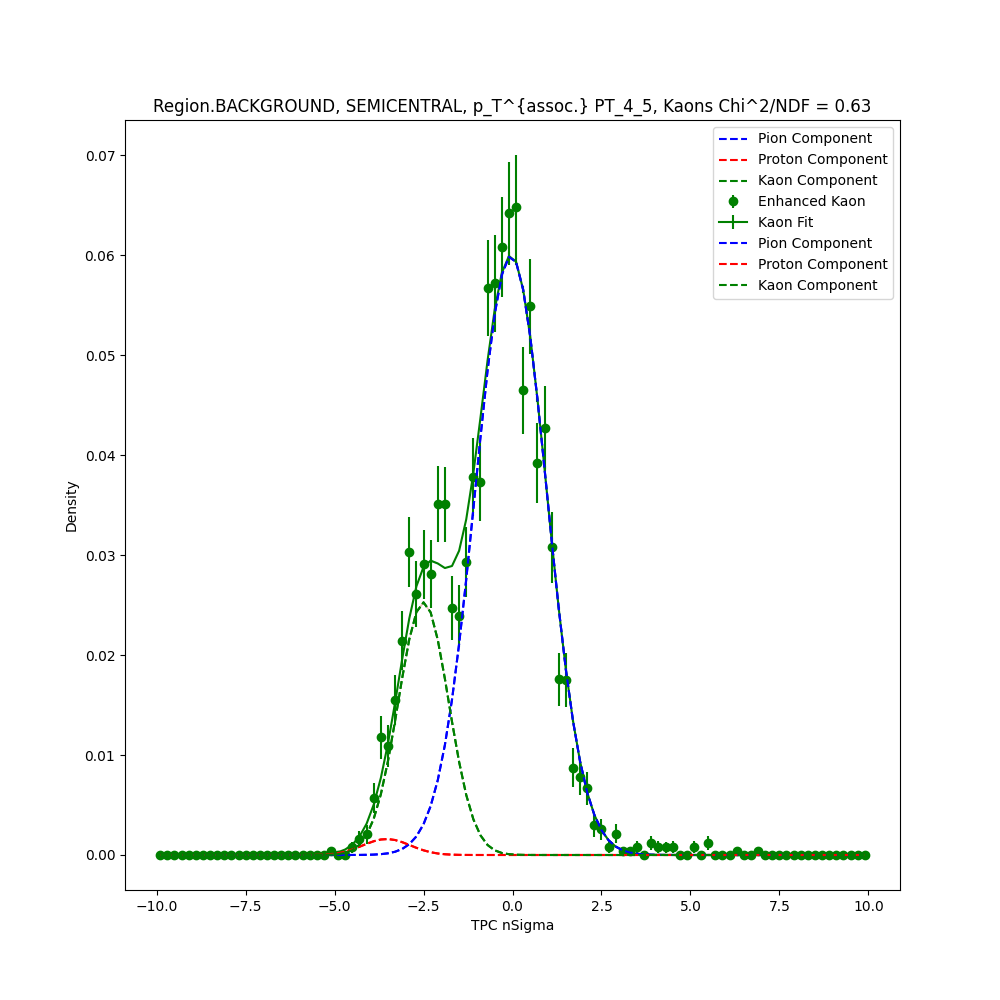 Region.BACKGROUND, SEMICENTRAL, p_T^{assoc.} PT_4_5, Kaons Chi^2/NDF = 0.63
Pion Component
Proton Component
Kaon Component
Enhanced Kaon
Kaon Fit
Pion Component
Proton Component
Kaon Component
Density
0.07
0.06
0.05
0.04
0.03
0.02
0.01
0.00
−10.0 −7.5 −5.0 −2.5 0.0 2.5 5.0 7.5 10.0
TPC nSigma